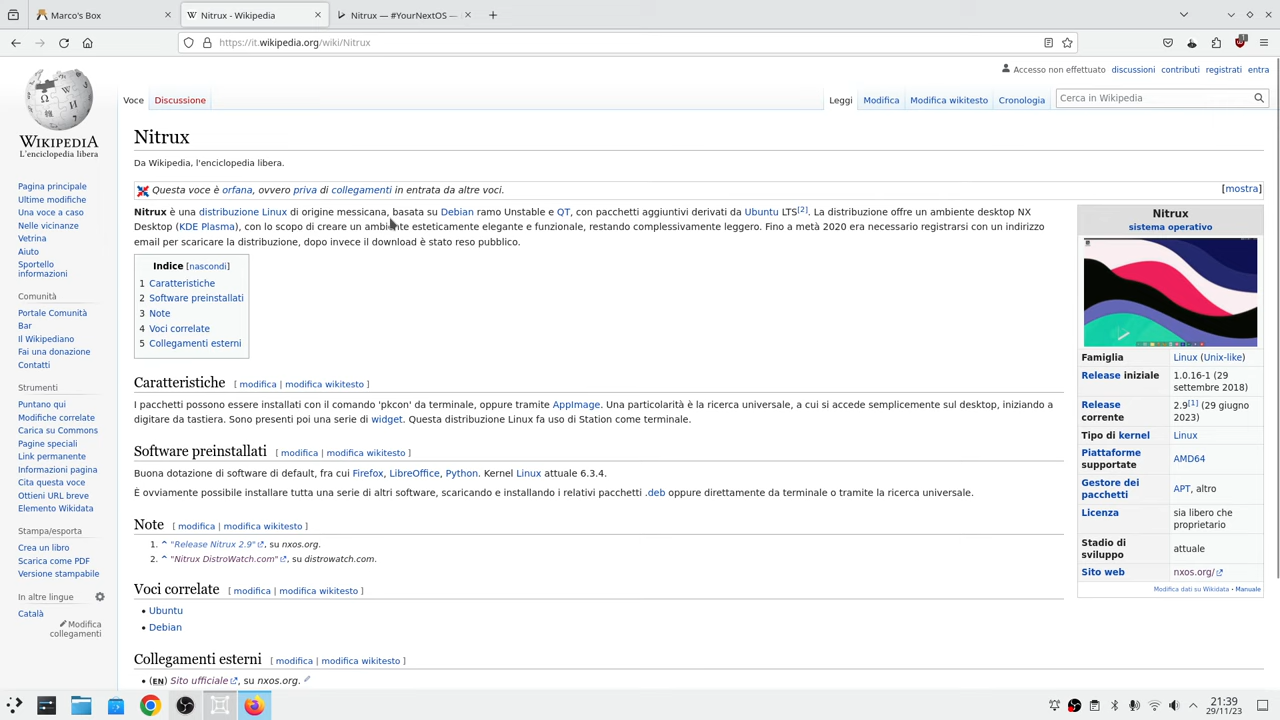 Marco's Box
Nitrux - Wikipedia
Nitrux — #YourNextOS —
https://it.wikipedia.org/wiki/Nitrux
Accesso non effettuato discussioni contributi registrati entra
Voce Discussione Leggi Modifica Modifica wikitesto Cronologia Cerca in Wikipedia
WIKIPEDIA
L'enciclopedia libera
Pagina principale
Ultime modifiche
Una voce a caso
Nelle vicinanze
Vetrina
Aiuto
Sportello
informazioni
Comunità
Portale Comunità
Bar
Il Wikipediano
Fai una donazione
Contatti
Strumenti
Puntano qui
Modifiche correlate
Carica su Commons
Pagine speciali
Link permanente
Informazioni pagina
Cita questa voce
Ottieni URL breve
Elemento Wikidata
Stampa/esporta
Crea un libro
Scarica come PDF
Versione stampabile
In altre lingue
Català
Modifica
collegamenti
Nitrux
Da Wikipedia, l'enciclopedia libera.
Questa voce è orfana, ovvero priva di collegamenti in entrata da altre voci. [mostra]
Nitrux è una distribuzione Linux di origine messicana, basata su Debian ramo Unstable e QT, con pacchetti aggiuntivi derivati da Ubuntu LTS[2]. La distribuzione offre un ambiente desktop NX
Desktop (KDE Plasma), con lo scopo di creare un ambiente esteticamente elegante e funzionale, restando complessivamente leggero. Fino a metà 2020 era necessario registrarsi con un indirizzo
email per scaricare la distribuzione, dopo invece il download è stato reso pubblico.
Indice [nascondi]
1 Caratteristiche
2 Software preinstallati
3 Note
4 Voci correlate
5 Collegamenti esterni
Caratteristiche [ modifica | modifica wikitesto ]
I pacchetti possono essere installati con il comando 'pkcon' da terminale, oppure tramite AppImage. Una particolarità è la ricerca universale, a cui si accede semplicemente sul desktop, iniziando a
digitare da tastiera. Sono presenti poi una serie di widget. Questa distribuzione Linux fa uso di Station come terminale.
Software preinstallati [ modifica | modifica wikitesto ]
Buona dotazione di software di default, fra cui Firefox, LibreOffice, Python. Kernel Linux attuale 6.3.4.
È ovviamente possibile installare tutta una serie di altri software, scaricando e installando i relativi pacchetti .deb oppure direttamente da terminale o tramite la ricerca universale.
Note [ modifica | modifica wikitesto ]
1. ^ "Release Nitrux 2.9", su nxos.org.
2. ^ "Nitrux DistroWatch.com", su distrowatch.com.
Voci correlate [ modifica | modifica wikitesto ]
• Ubuntu
• Debian
Collegamenti esterni [ modifica | modifica wikitesto ]
• (EN) Sito ufficiale, su nxos.org.
Nitrux
sistema operativo
Famiglia Linux (Unix-like)
Release iniziale 1.0.16-1 (29
settembre 2018)
Release 2.9[1] (29 giugno
corrente 2023)
Tipo di kernel Linux
Piattaforme
supportate AMD64
Gestore dei
pacchetti APT, altro
Licenza sia libero che
proprietario
Stadio di
sviluppo attuale
Sito web nxos.org/
Modifica dati su Wikidata • Manuale
21:39
29/11/23